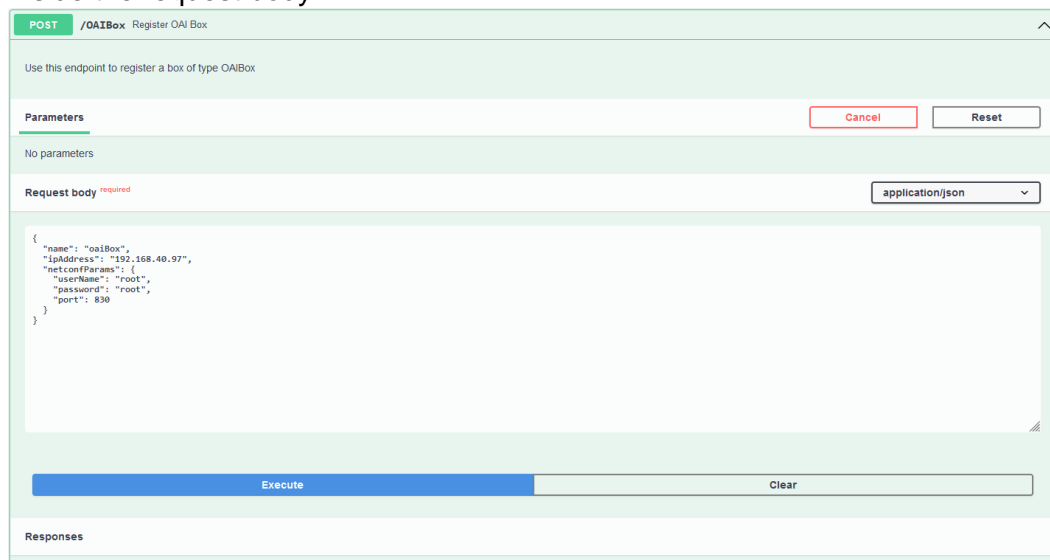 POST /OAIBox Register OAI Box
Use this endpoint to register a box of type OAIBox
Parameters
Cancel
Reset
No parameters
Request body required
application/json
{
"name": "oaiBox",
"ipAddress": "192.168.40.97",
"netconfParams": {
"userName": "root",
"password": "root",
"port": 830
}
}
Execute
Clear
Responses